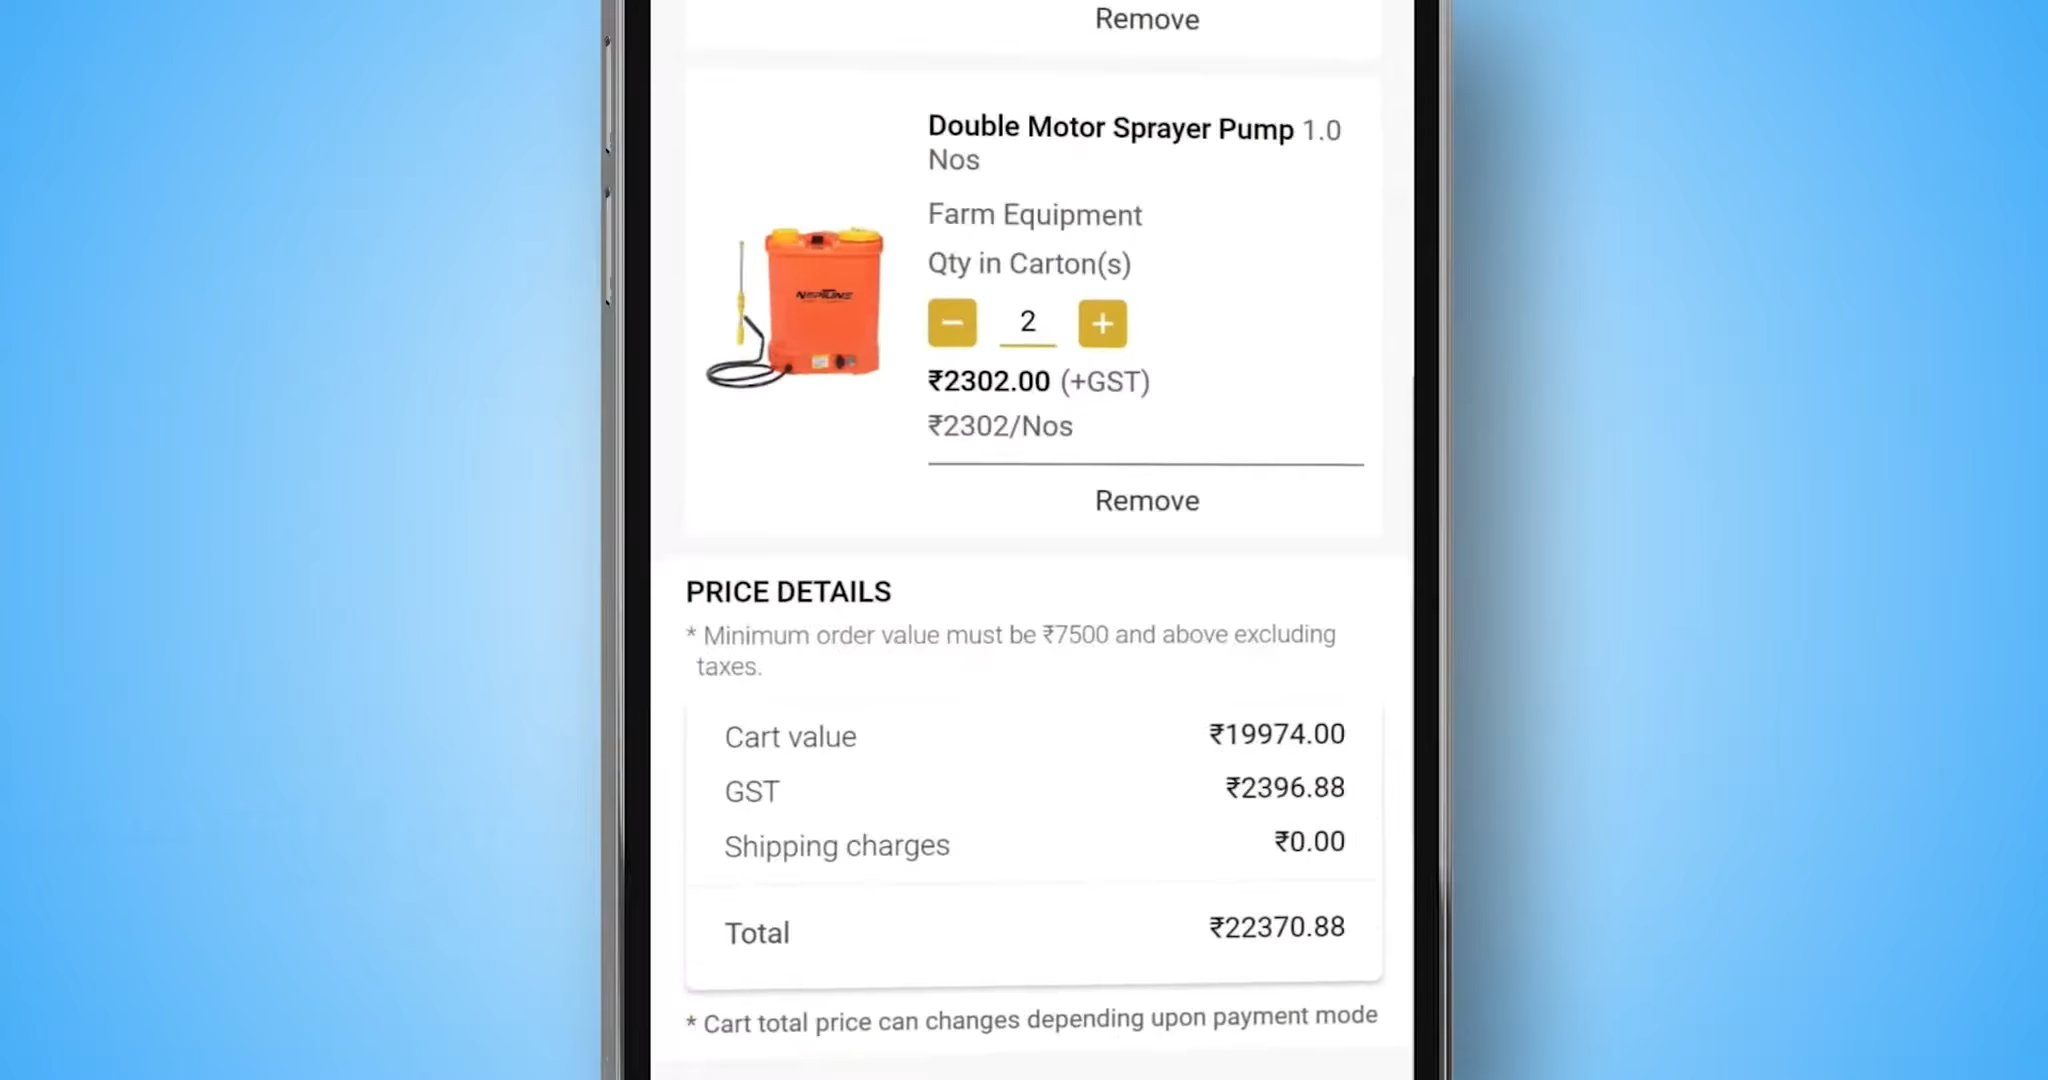 Remove
Double Motor Sprayer Pump 1.0
Nos
Farm Equipment
Qty in Carton(s)
− 2 +
₹2302.00 (+GST)
₹2302/Nos
NEPTUNE
Remove
PRICE DETAILS
* Minimum order value must be ₹7500 and above excluding
taxes.
Cart value ₹19974.00
GST ₹2396.88
Shipping charges ₹0.00
Total ₹22370.88
* Cart total price can changes depending upon payment mode